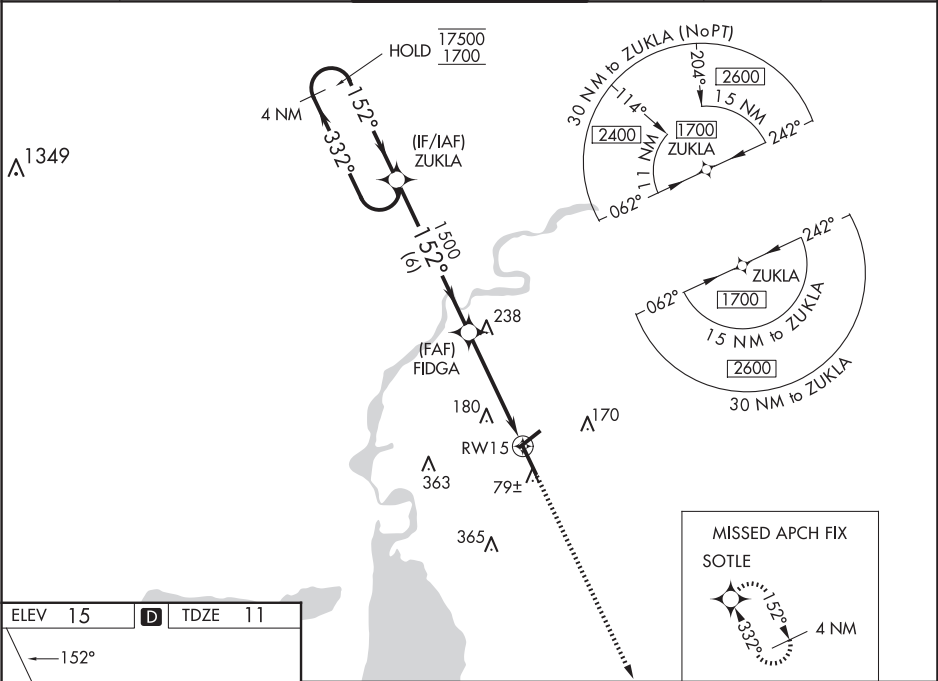 HOLD 17500
1700
4 NM
152°
332°
(IF/IAF)
ZUKLA
1349
1500
152°
(6)
(FAF)
FIDGA
238
180
170
RW15
363
79±
365
30 NM to ZUKLA (NoPT)
204°
2600
15 NM
114°
2400
1700
ZUKLA
242°
11 NM
062°
242°
ZUKLA
062°
1700
15 NM to ZUKLA
2600
30 NM to ZUKLA
MISSED APCH FIX
SOTLE
152°
332°
4 NM
ELEV 15 D TDZE 11
152°